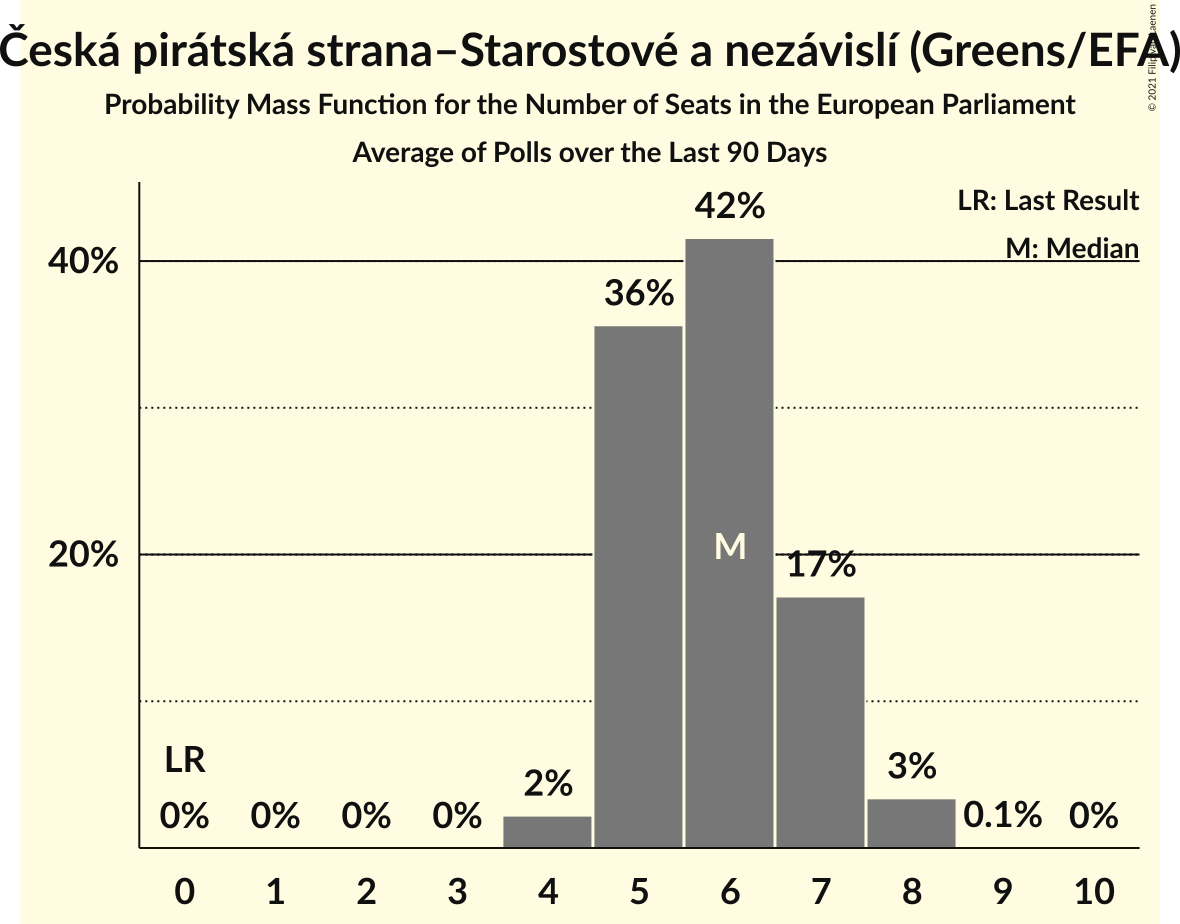 Česká pirátská strana–Starostové a nezávislí (Greens/EFA)
Probability Mass Function for the Number of Seats in the European Parliament
Average of Polls over the Last 90 Days
LR: Last Result
M: Median
42%
40%
36%
M
20%
17%
LR
0% 0% 0% 0% 2% 3% 0.1% 0%
0 1 2 3 4 5 6 7 8 9 10
© 2021 Filip